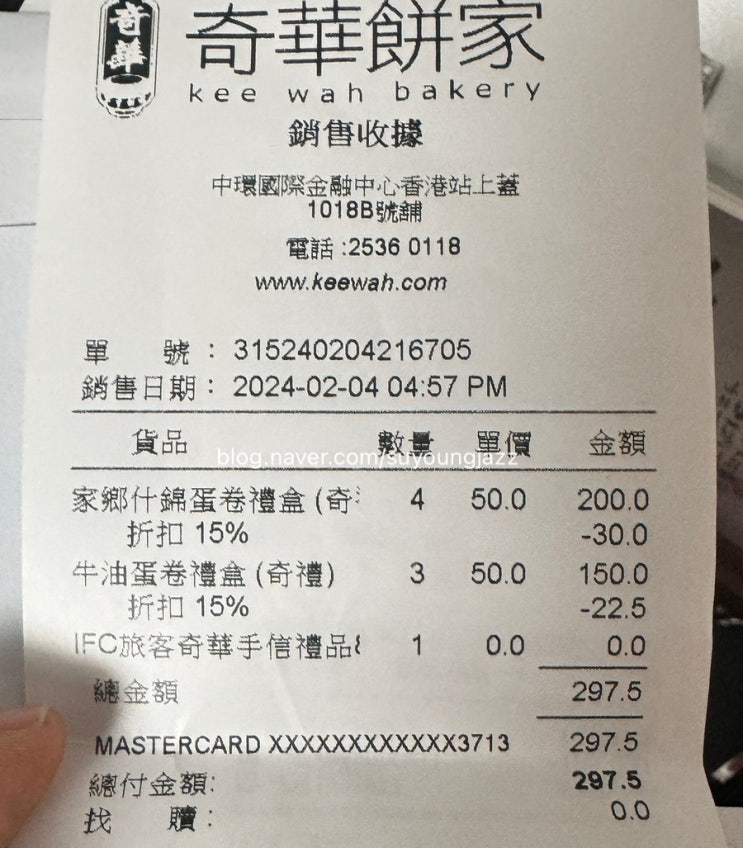 奇華
奇華餅家
kee wah bakery
銷售收據
中環國際金融中心香港站上蓋
1018B號舖
電話 :2536 0118
www.keewah.com
單 號 : 315240204216705
銷售日期 : 2024-02-04 04:57 PM
貨品 數量 單價 金額
blog.naver.com/suyoungjazz
家鄉什錦蛋卷禮盒 (奇 4 50.0 200.0
折扣 15% -30.0
牛油蛋卷禮盒 (奇禮) 3 50.0 150.0
折扣 15% -22.5
IFC旅客奇華手信禮品 1 0.0 0.0
總金額 297.5
MASTERCARD XXXXXXXXXXXX3713 297.5
總付金額: 297.5
找 贖 : 0.0